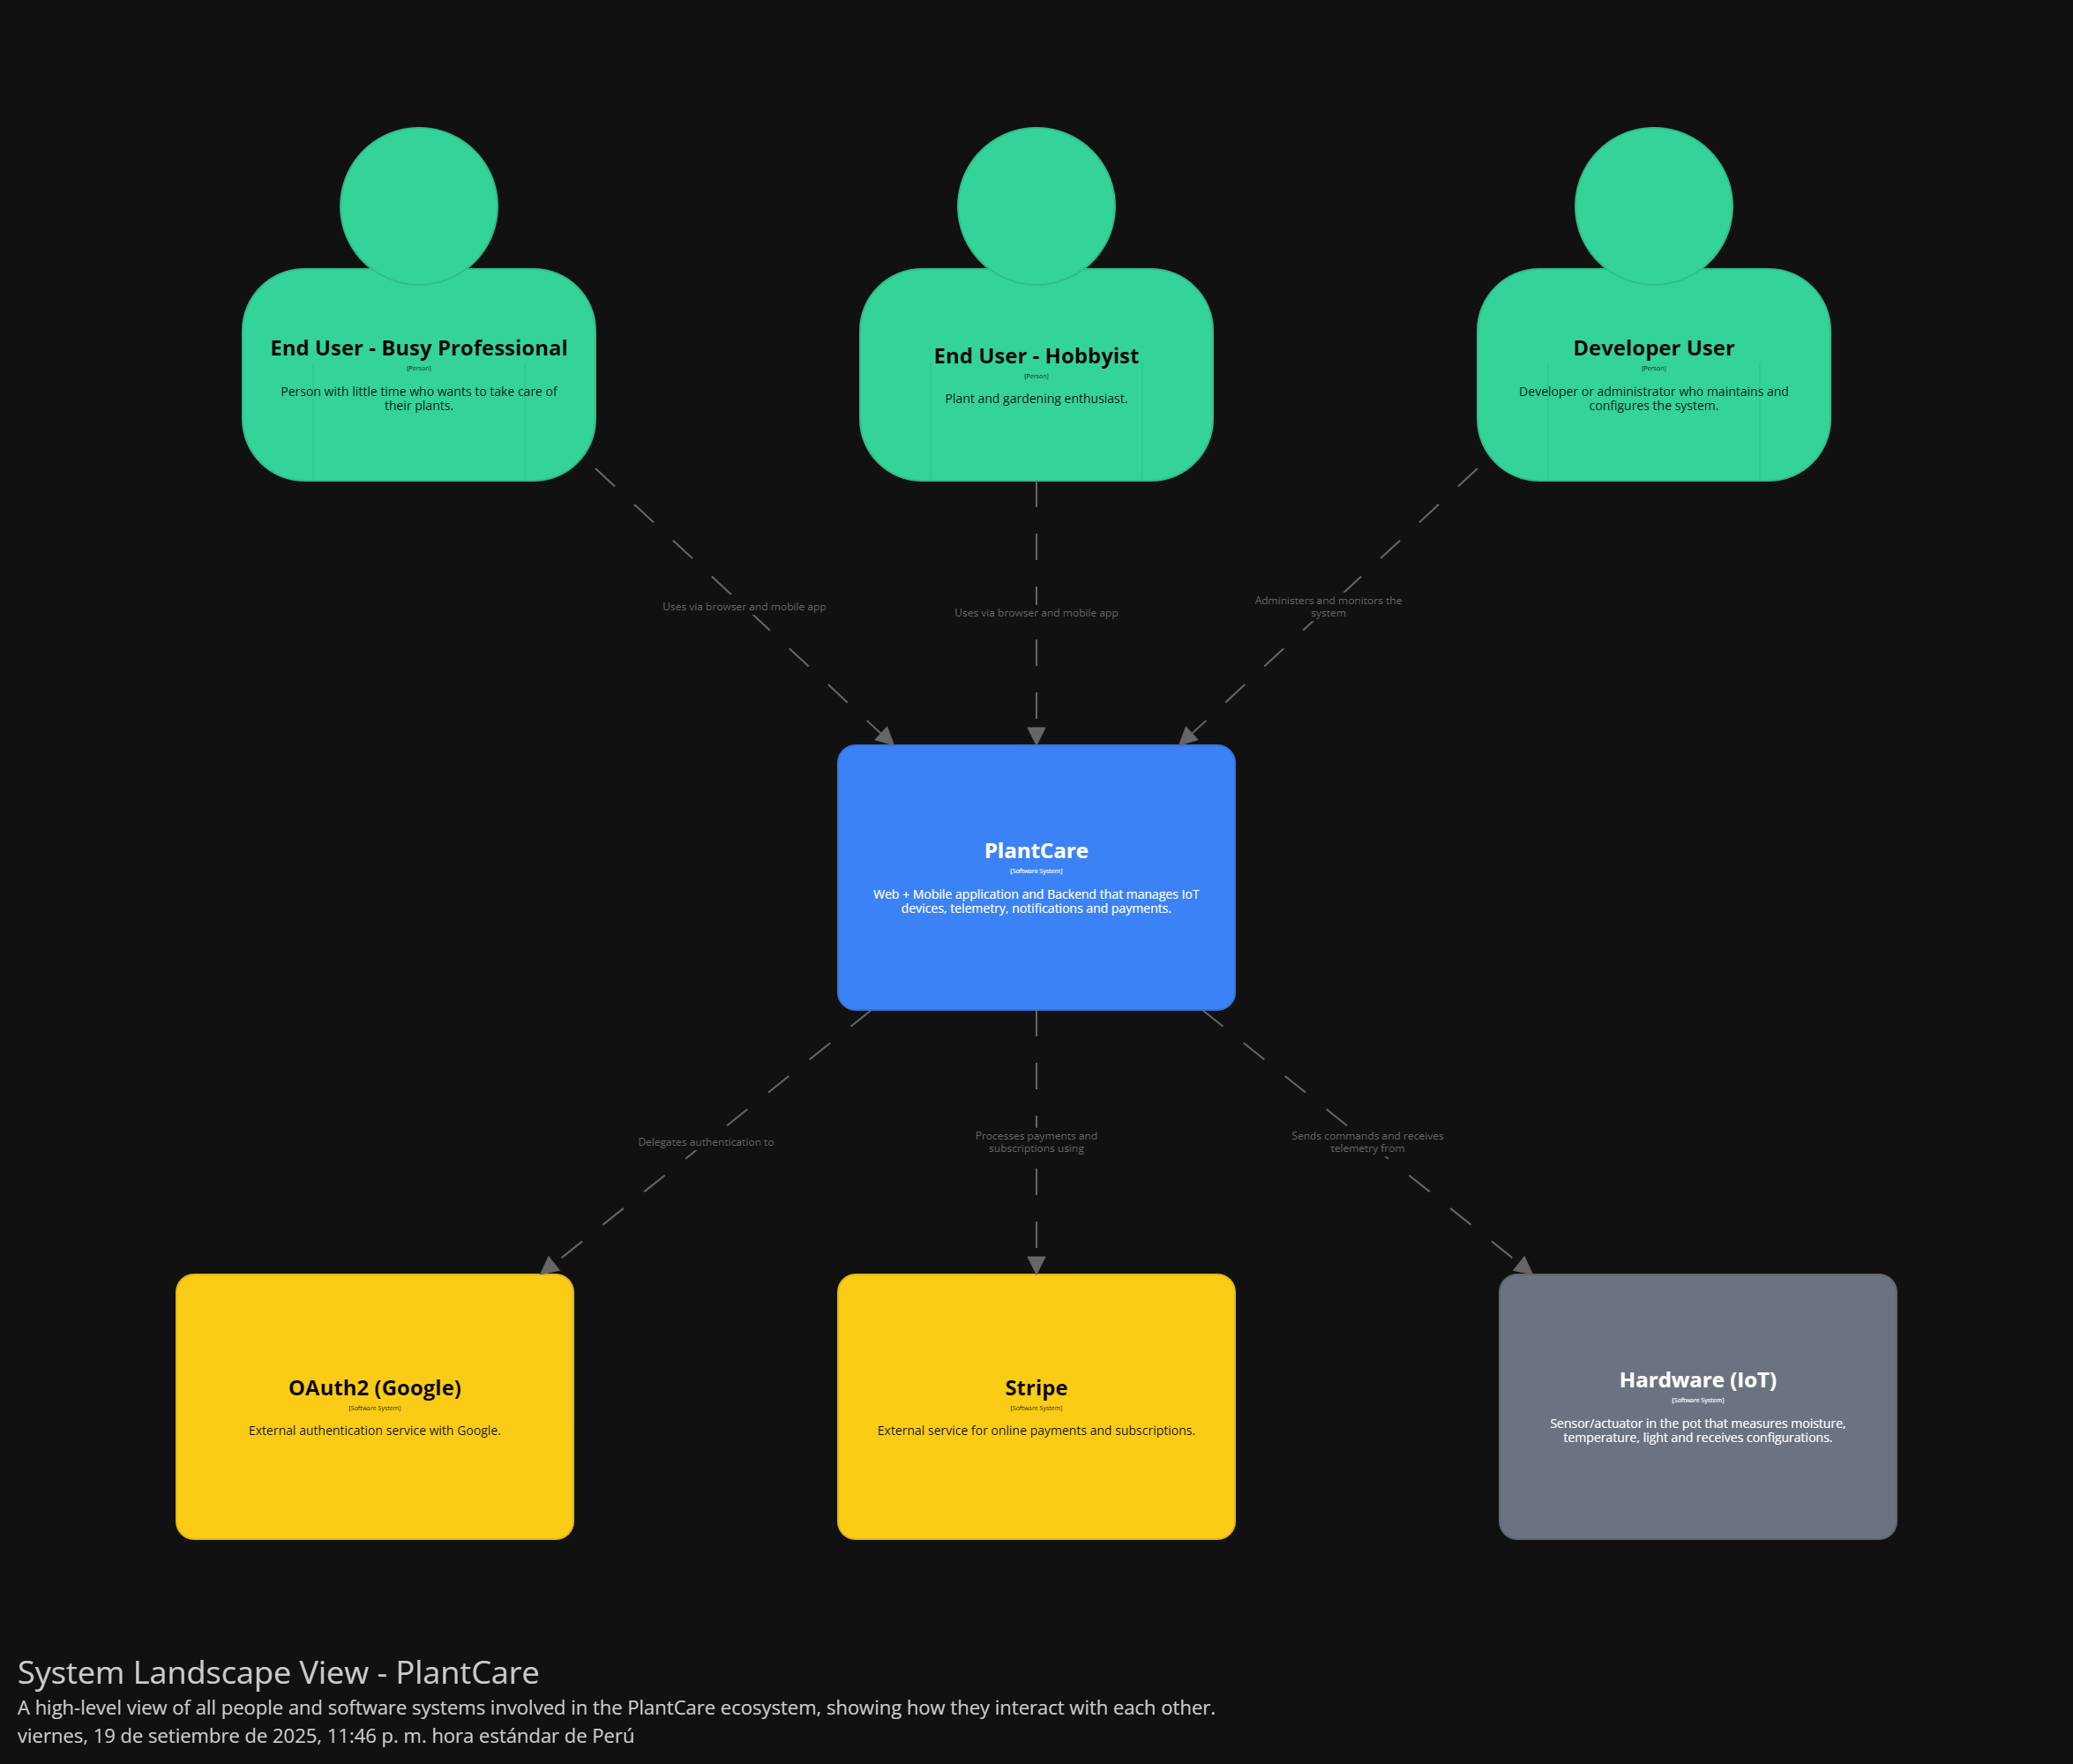 End User - Busy Professional
[Person]
Person with little time who wants to take care of
their plants.
End User - Hobbyist
[Person]
Plant and gardening enthusiast.
Developer User
[Person]
Developer or administrator who maintains and
configures the system.
Uses via browser and mobile app
Uses via browser and mobile app
Administers and monitors the
system
PlantCare
[Software System]
Web + Mobile application and Backend that manages IoT
devices, telemetry, notifications and payments.
Delegates authentication to
Processes payments and
subscriptions using
Sends commands and receives
telemetry from
OAuth2 (Google)
[Software System]
External authentication service with Google.
Stripe
[Software System]
External service for online payments and subscriptions.
Hardware (IoT)
[Software System]
Sensor/actuator in the pot that measures moisture,
temperature, light and receives configurations.
System Landscape View - PlantCare
A high-level view of all people and software systems involved in the PlantCare ecosystem, showing how they interact with each other.
viernes, 19 de setiembre de 2025, 11:46 p. m. hora estándar de Perú